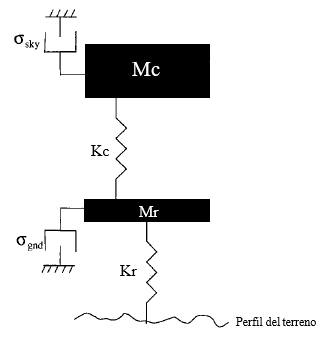 σsky
Mc
Kc
Mr
σgnd
Kr
Perfil del terreno